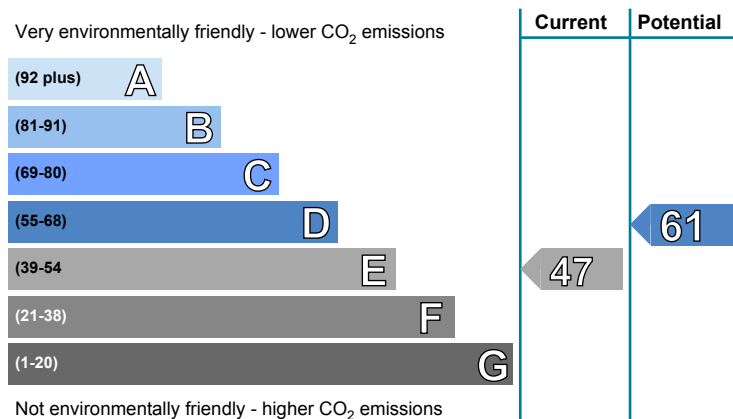 Current Potential
Very environmentally friendly - lower CO₂ emissions
(92 plus) A
(81-91) B
(69-80) C
(55-68) D 61
(39-54 E 47
(21-38) F
(1-20) G
Not environmentally friendly - higher CO₂ emissions